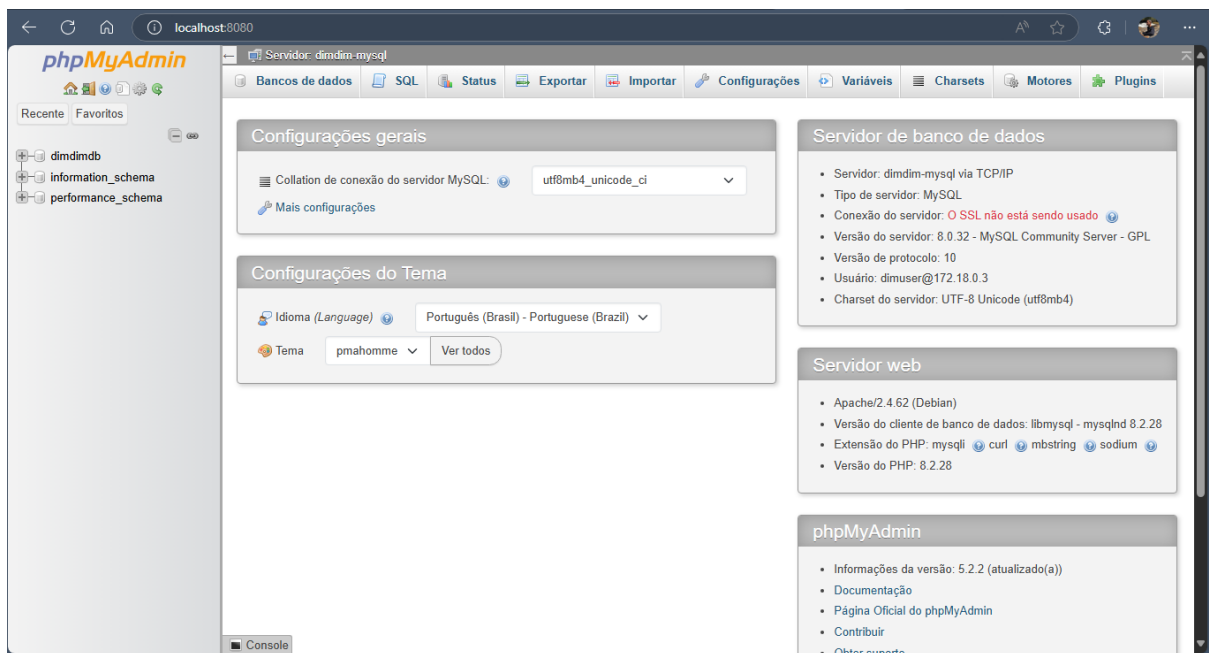 localhost:8080
phpMyAdmin
Recente Favoritos
dimdimdb
information_schema
performance_schema
Servidor: dimdim-mysql
Bancos de dados SQL Status Exportar Importar Configurações Variáveis Charsets Motores Plugins
Configurações gerais
Collation de conexão do servidor MySQL: utf8mb4_unicode_ci
Mais configurações
Configurações do Tema
Idioma (Language) Português (Brasil) - Portuguese (Brazil)
Tema pmahomme Ver todos
Servidor de banco de dados
Servidor: dimdim-mysql via TCP/IP
Tipo de servidor: MySQL
Conexão do servidor: O SSL não está sendo usado
Versão do servidor: 8.0.32 - MySQL Community Server - GPL
Versão de protocolo: 10
Usuário: dimuser@172.18.0.3
Charset do servidor: UTF-8 Unicode (utf8mb4)
Servidor web
Apache/2.4.62 (Debian)
Versão do cliente de banco de dados: libmysql - mysqlnd 8.2.28
Extensão do PHP: mysqli curl mbstring sodium
Versão do PHP: 8.2.28
phpMyAdmin
Informações da versão: 5.2.2 (atualizado(a))
Documentação
Página Oficial do phpMyAdmin
Contribuir
Obter suporte
Console